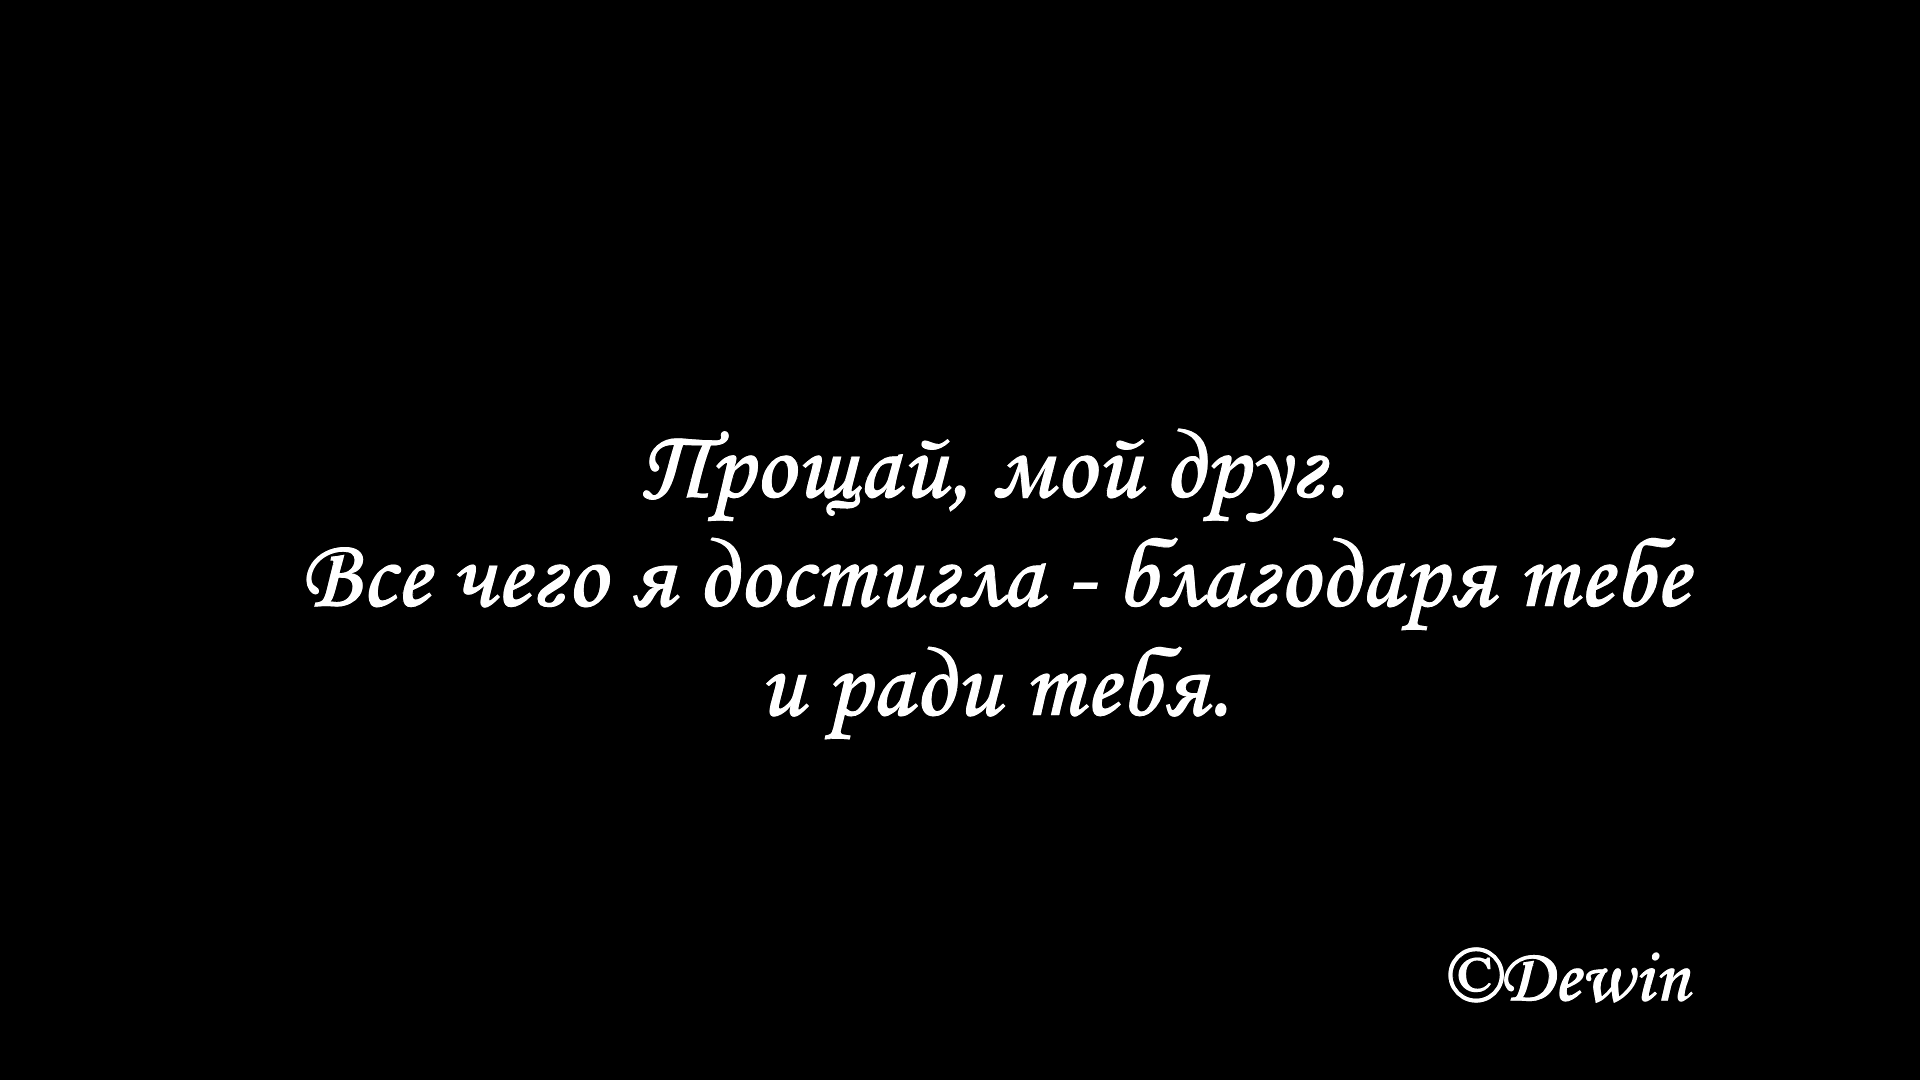 Прощай, мой друг.
Все чего я достигла - благодаря тебе
и ради тебя.
©Dewin